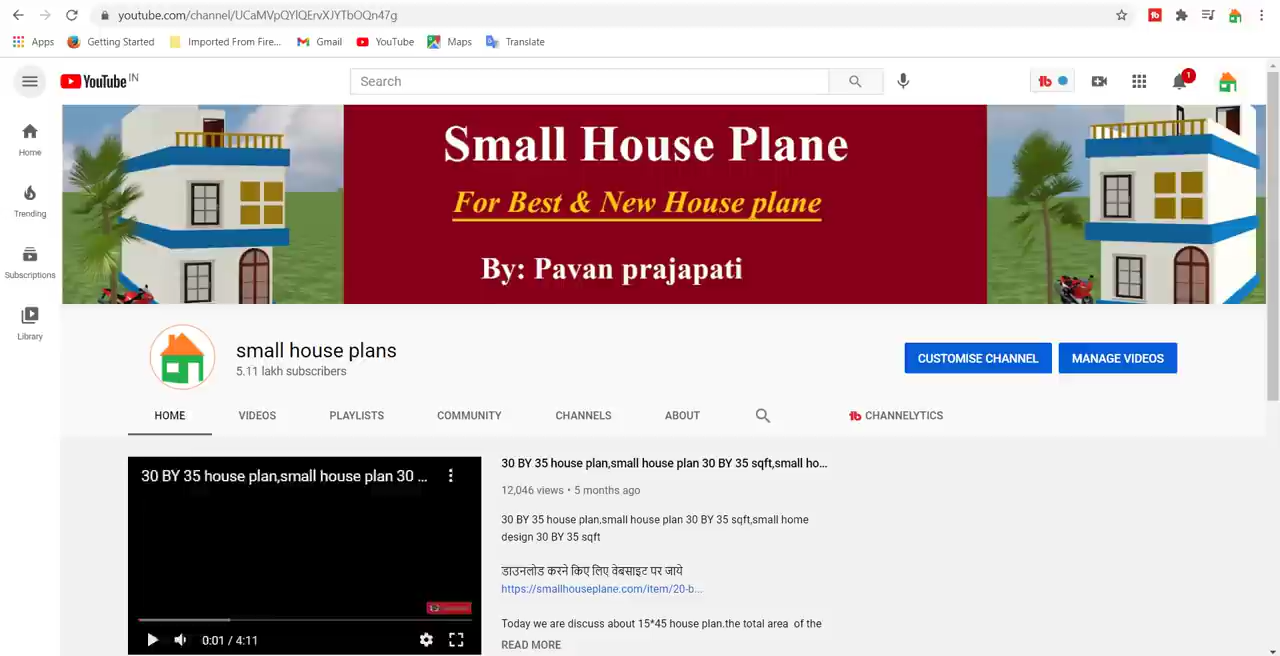 youtube.com/channel/UCaMVpQYlQErvXJYTbOQn47g
Apps Getting Started Imported From Fire... Gmail YouTube Maps Translate
YouTube IN
Search
1
Home
Trending
Subscriptions
Library
Small House Plane
For Best & New House plane
By: Pavan prajapati
small house plans
5.11 lakh subscribers
CUSTOMISE CHANNEL
MANAGE VIDEOS
HOME VIDEOS PLAYLISTS COMMUNITY CHANNELS ABOUT CHANNELYTICS
30 BY 35 house plan,small house plan 30 ...
0:01 / 4:11
30 BY 35 house plan,small house plan 30 BY 35 sqft,small ho...
12,046 views • 5 months ago
30 BY 35 house plan,small house plan 30 BY 35 sqft,small home
design 30 BY 35 sqft
डाउनलोड करने किए लिए वेबसाइट पर जाये
https://smallhouseplane.com/item/20-b...
Today we are discuss about 15*45 house plan.the total area of the
READ MORE